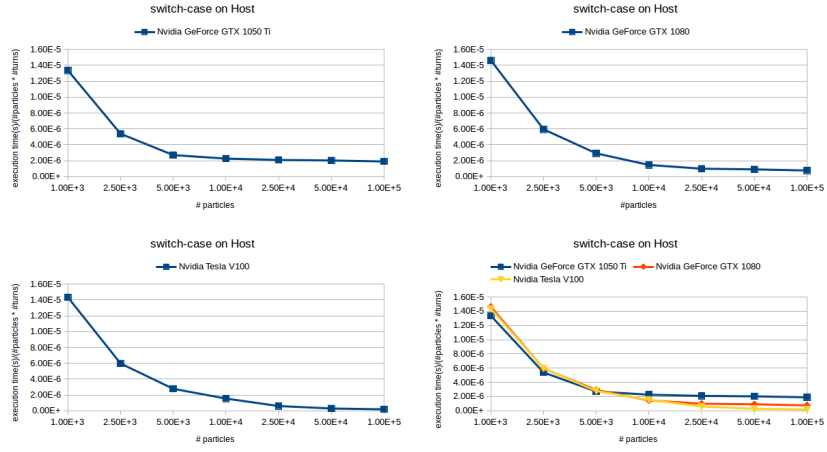 switch-case on Host
Nvidia GeForce GTX 1050 Ti
execution time(s)/(#particles * #turns)
1.60E-5
1.40E-5
1.20E-5
1.00E-5
8.00E-6
6.00E-6
4.00E-6
2.00E-6
0.00E+
1.00E+3 2.50E+3 5.00E+3 1.00E+4 2.50E+4 5.00E+4 1.00E+5
# particles
switch-case on Host
Nvidia GeForce GTX 1080
execution time(s)/(#particles * #turns)
1.60E-5
1.40E-5
1.20E-5
1.00E-5
8.00E-6
6.00E-6
4.00E-6
2.00E-6
0.00E+
1.00E+3 2.50E+3 5.00E+3 1.00E+4 2.50E+4 5.00E+4 1.00E+5
#particles
switch-case on Host
Nvidia Tesla V100
execution time(s)/(#particles * #turns)
1.60E-5
1.40E-5
1.20E-5
1.00E-5
8.00E-6
6.00E-6
4.00E-6
2.00E-6
0.00E+
1.00E+3 2.50E+3 5.00E+3 1.00E+4 2.50E+4 5.00E+4 1.00E+5
# particles
switch-case on Host
Nvidia GeForce GTX 1050 Ti Nvidia GeForce GTX 1080
Nvidia Tesla V100
execution time(s)/(#particles * #turns)
1.60E-5
1.40E-5
1.20E-5
1.00E-5
8.00E-6
6.00E-6
4.00E-6
2.00E-6
0.00E+
1.00E+3 2.50E+3 5.00E+3 1.00E+4 2.50E+4 5.00E+4 1.00E+5
# particles